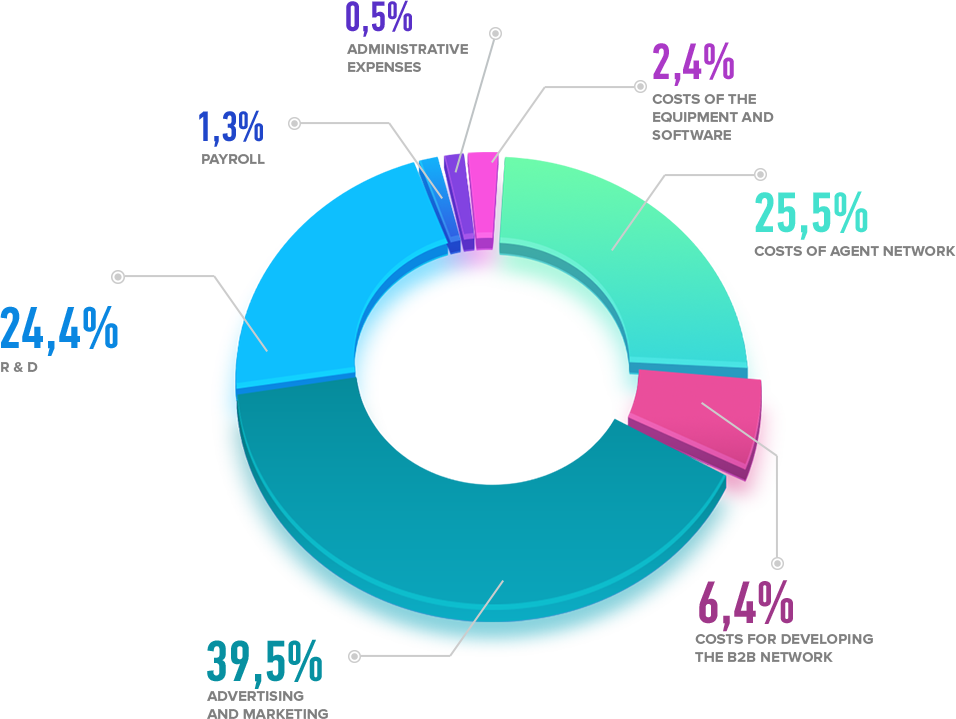 0,5%
ADMINISTRATIVE
EXPENSES
2,4%
COSTS OF THE
EQUIPMENT AND
SOFTWARE
1,3%
PAYROLL
25,5%
COSTS OF AGENT NETWORK
24,4%
R & D
6,4%
COSTS FOR DEVELOPING
THE B2B NETWORK
39,5%
ADVERTISING
AND MARKETING